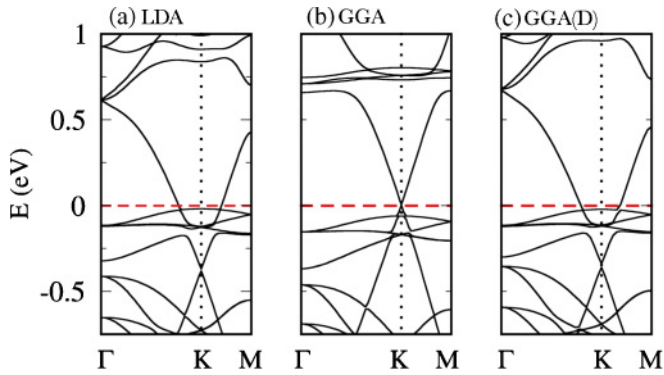 (a) LDA
(b) GGA
(c) GGA(D)
E (eV)
1
0.5
0
-0.5
Γ K M
Γ K M
Γ K M